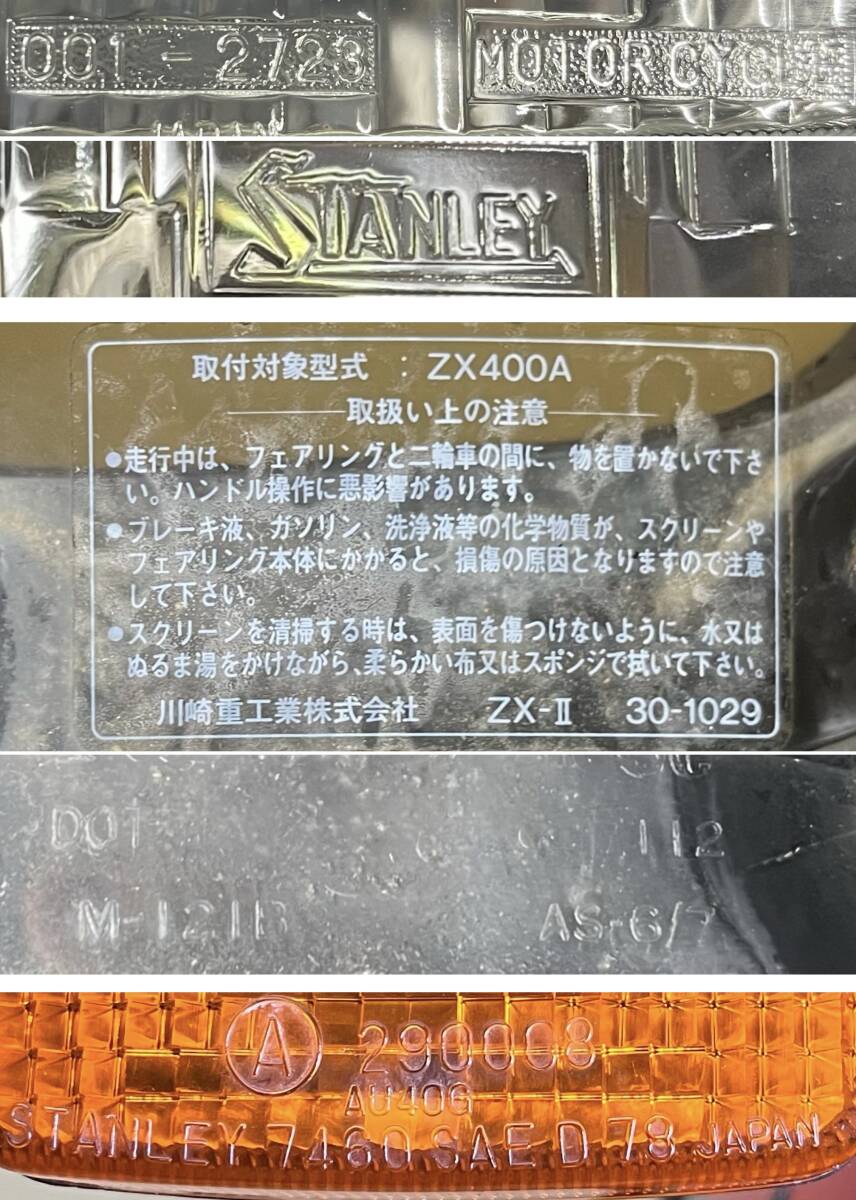 001-2723 MOTORCYCLE
JAPAN
STANLEY
取付対象型式 : ZX400A
取扱い上の注意
●走行中は、フェアリングと二輪車の間に、物を置かないで下さ
い。ハンドル操作に悪影響があります。
●ブレーキ液、ガソリン、洗浄液等の化学物質が、スクリーンや
フェアリング本体にかかると、損傷の原因となりますので注意
して下さい。
●スクリーンを清掃する時は、表面を傷つけないように、水又は
ぬるま湯をかけながら、柔らかい布又はスポンジで拭いて下さい。
川崎重工業株式会社 ZX-II 30-1029
DOT 112
AS-6/7
A 290008
AU40G
STANLEY 7460 SAE D 78 JAPAN